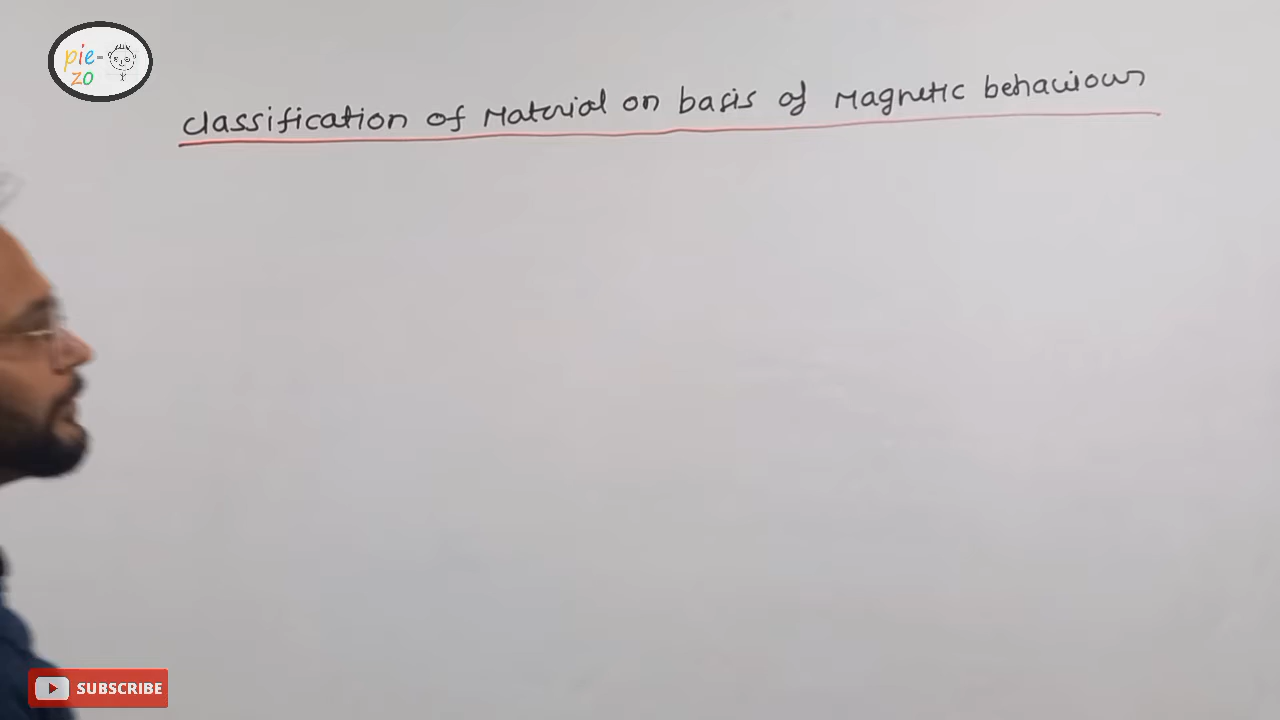 pie-
zo
classification of Material on basis of Magnetic behaviour
SUBSCRIBE